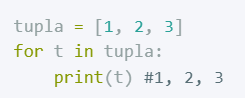 tupla = [1, 2, 3]
for t in tupla:
    print(t) #1, 2, 3